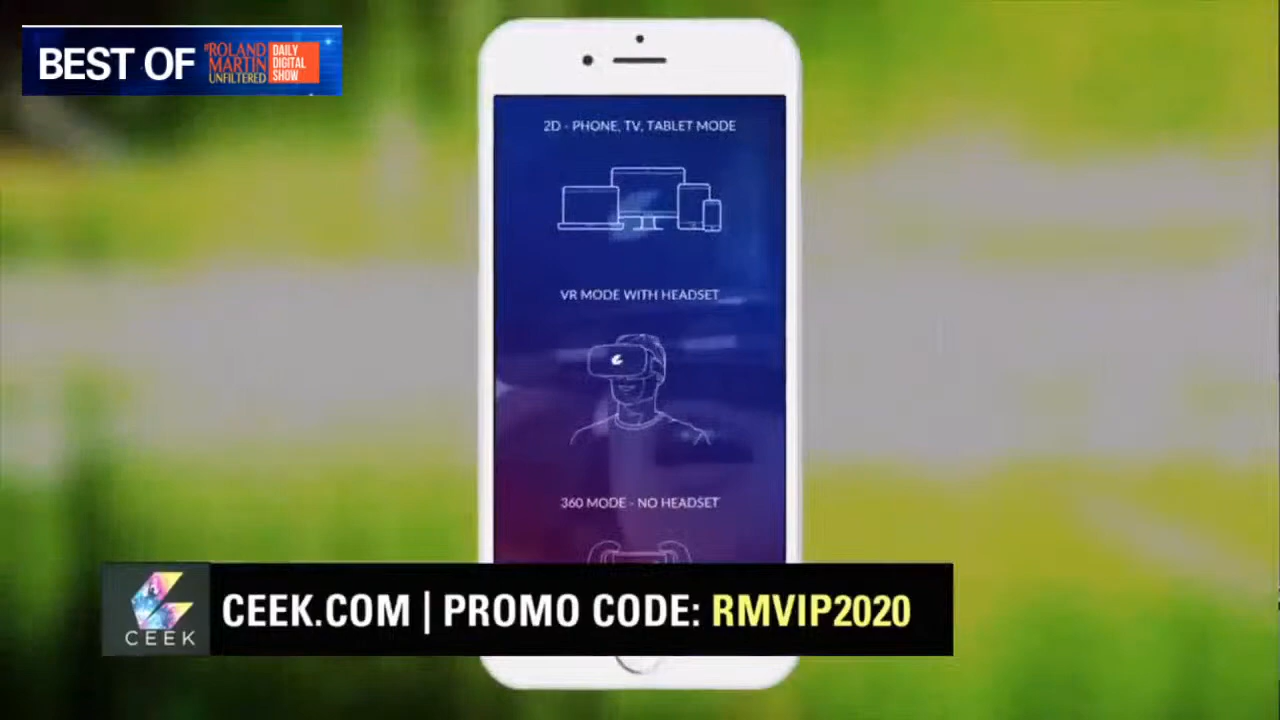 BEST OF
#ROLAND
MARTIN
UNFILTERED
DAILY
DIGITAL
SHOW
2D - PHONE, TV, TABLET MODE
VR MODE WITH HEADSET
360 MODE - NO HEADSET
CEEK
CEEK.COM | PROMO CODE: RMVIP2020